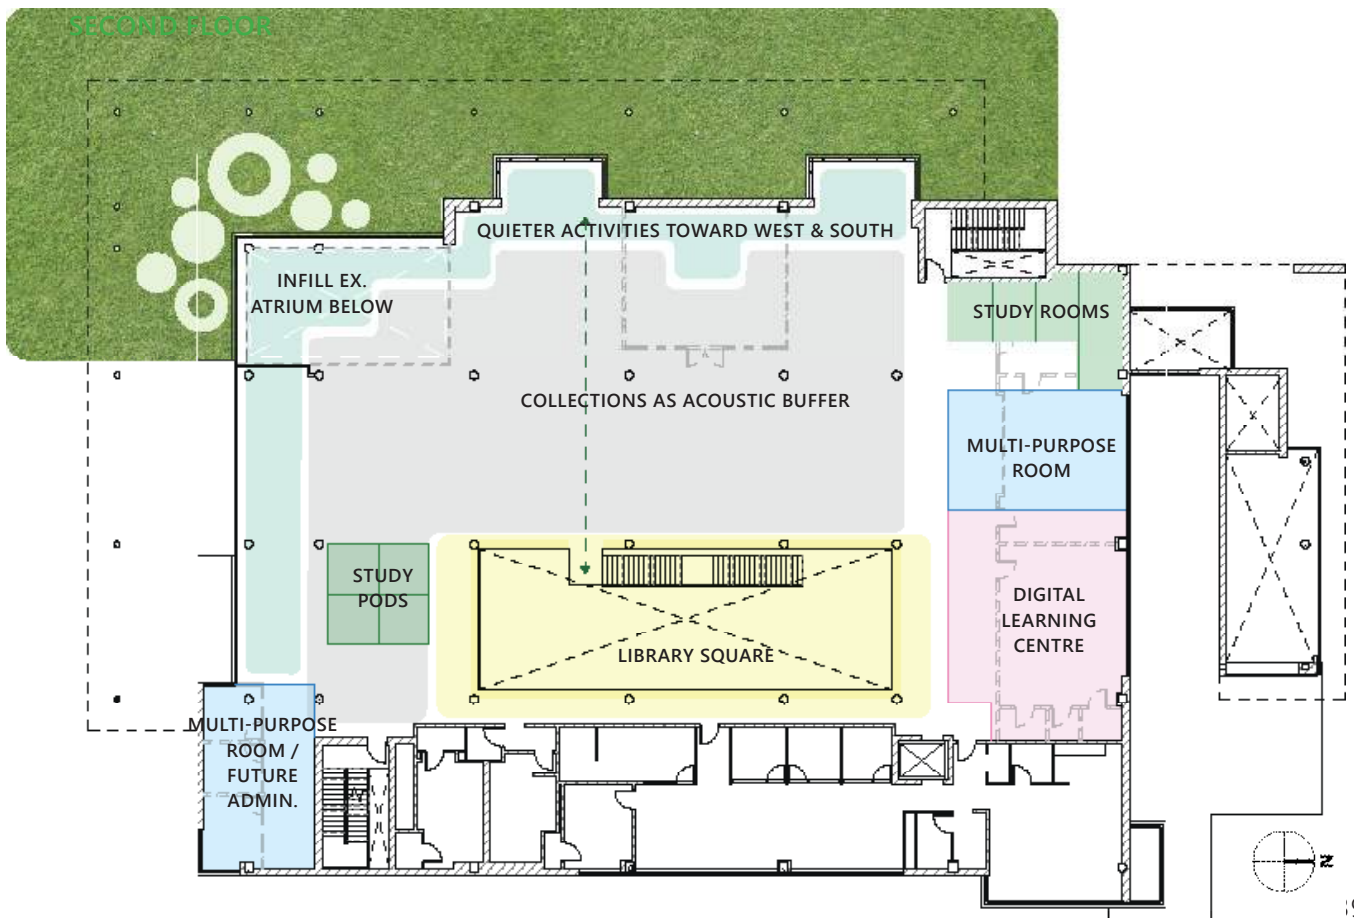 SECOND FLOOR
QUIETER ACTIVITIES TOWARD WEST & SOUTH
INFILL EX.
ATRIUM BELOW
STUDY ROOMS
COLLECTIONS AS ACOUSTIC BUFFER
MULTI-PURPOSE
ROOM
STUDY
PODS
DIGITAL
LEARNING
CENTRE
LIBRARY SQUARE
MULTI-PURPOSE
ROOM /
FUTURE
ADMIN.
N